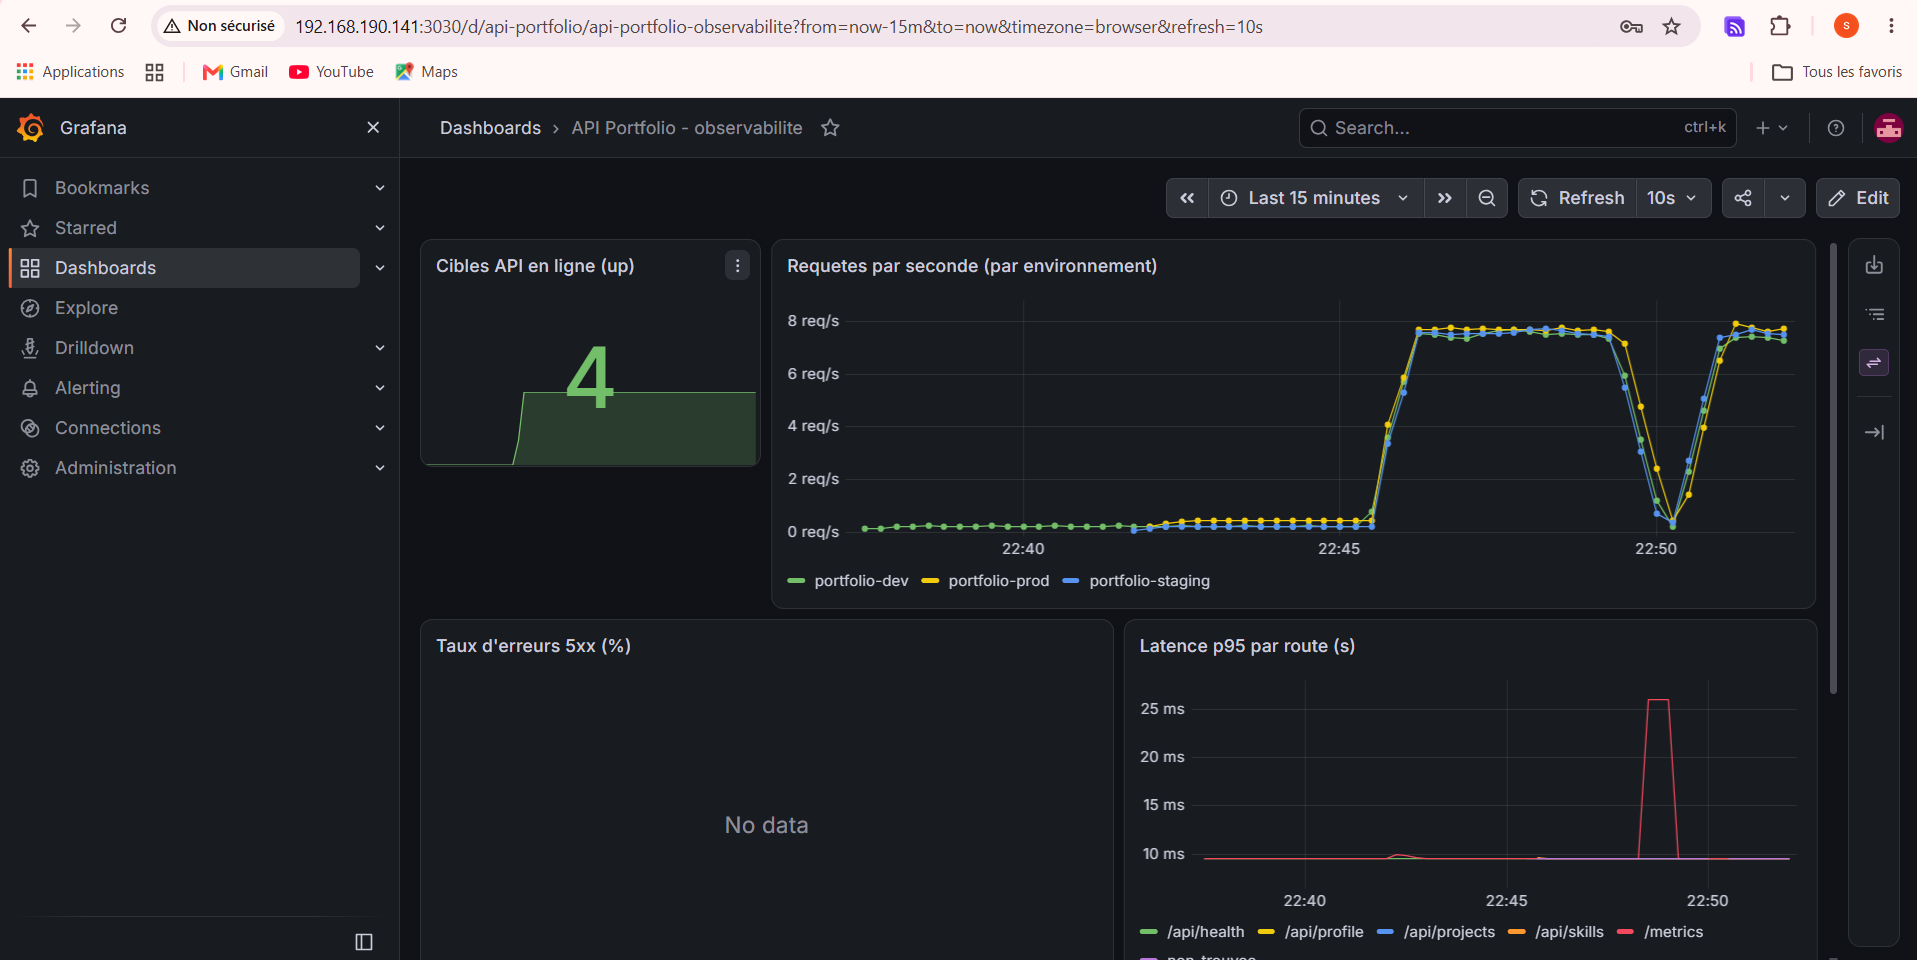 Non sécurisé 192.168.190.141:3030/d/api-portfolio/api-portfolio-observabilite?from=now-15m&to=now&timezone=browser&refresh=10s S
Applications Gmail YouTube Maps Tous les favoris
Grafana
Dashboards › API Portfolio - observabilite
Search... ctrl+k
Bookmarks
Starred
Dashboards
Explore
Drilldown
Alerting
Connections
Administration
Last 15 minutes Refresh 10s Edit
Cibles API en ligne (up)
4
Requetes par seconde (par environnement)
8 req/s
6 req/s
4 req/s
2 req/s
0 req/s
22:40 22:45 22:50
portfolio-dev portfolio-prod portfolio-staging
Taux d'erreurs 5xx (%)
No data
Latence p95 par route (s)
25 ms
20 ms
15 ms
10 ms
22:40 22:45 22:50
/api/health /api/profile /api/projects /api/skills /metrics